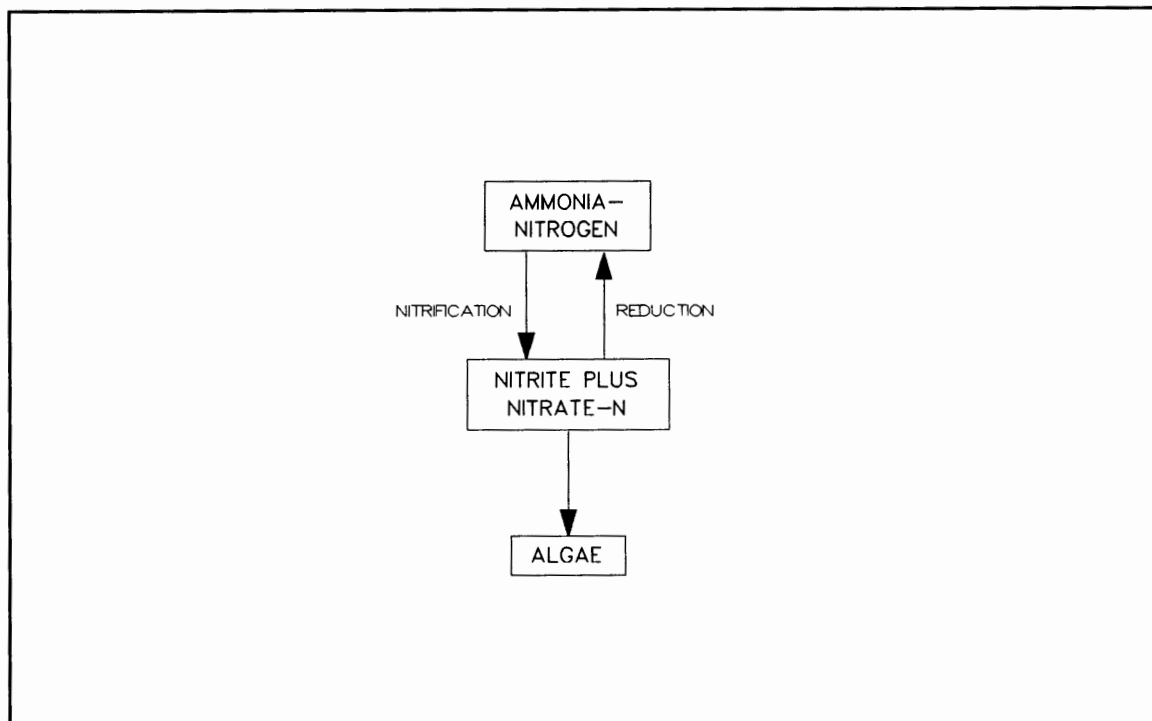 AMMONIA-
NITROGEN
NITRIFICATION
REDUCTION
NITRITE PLUS
NITRATE-N
ALGAE